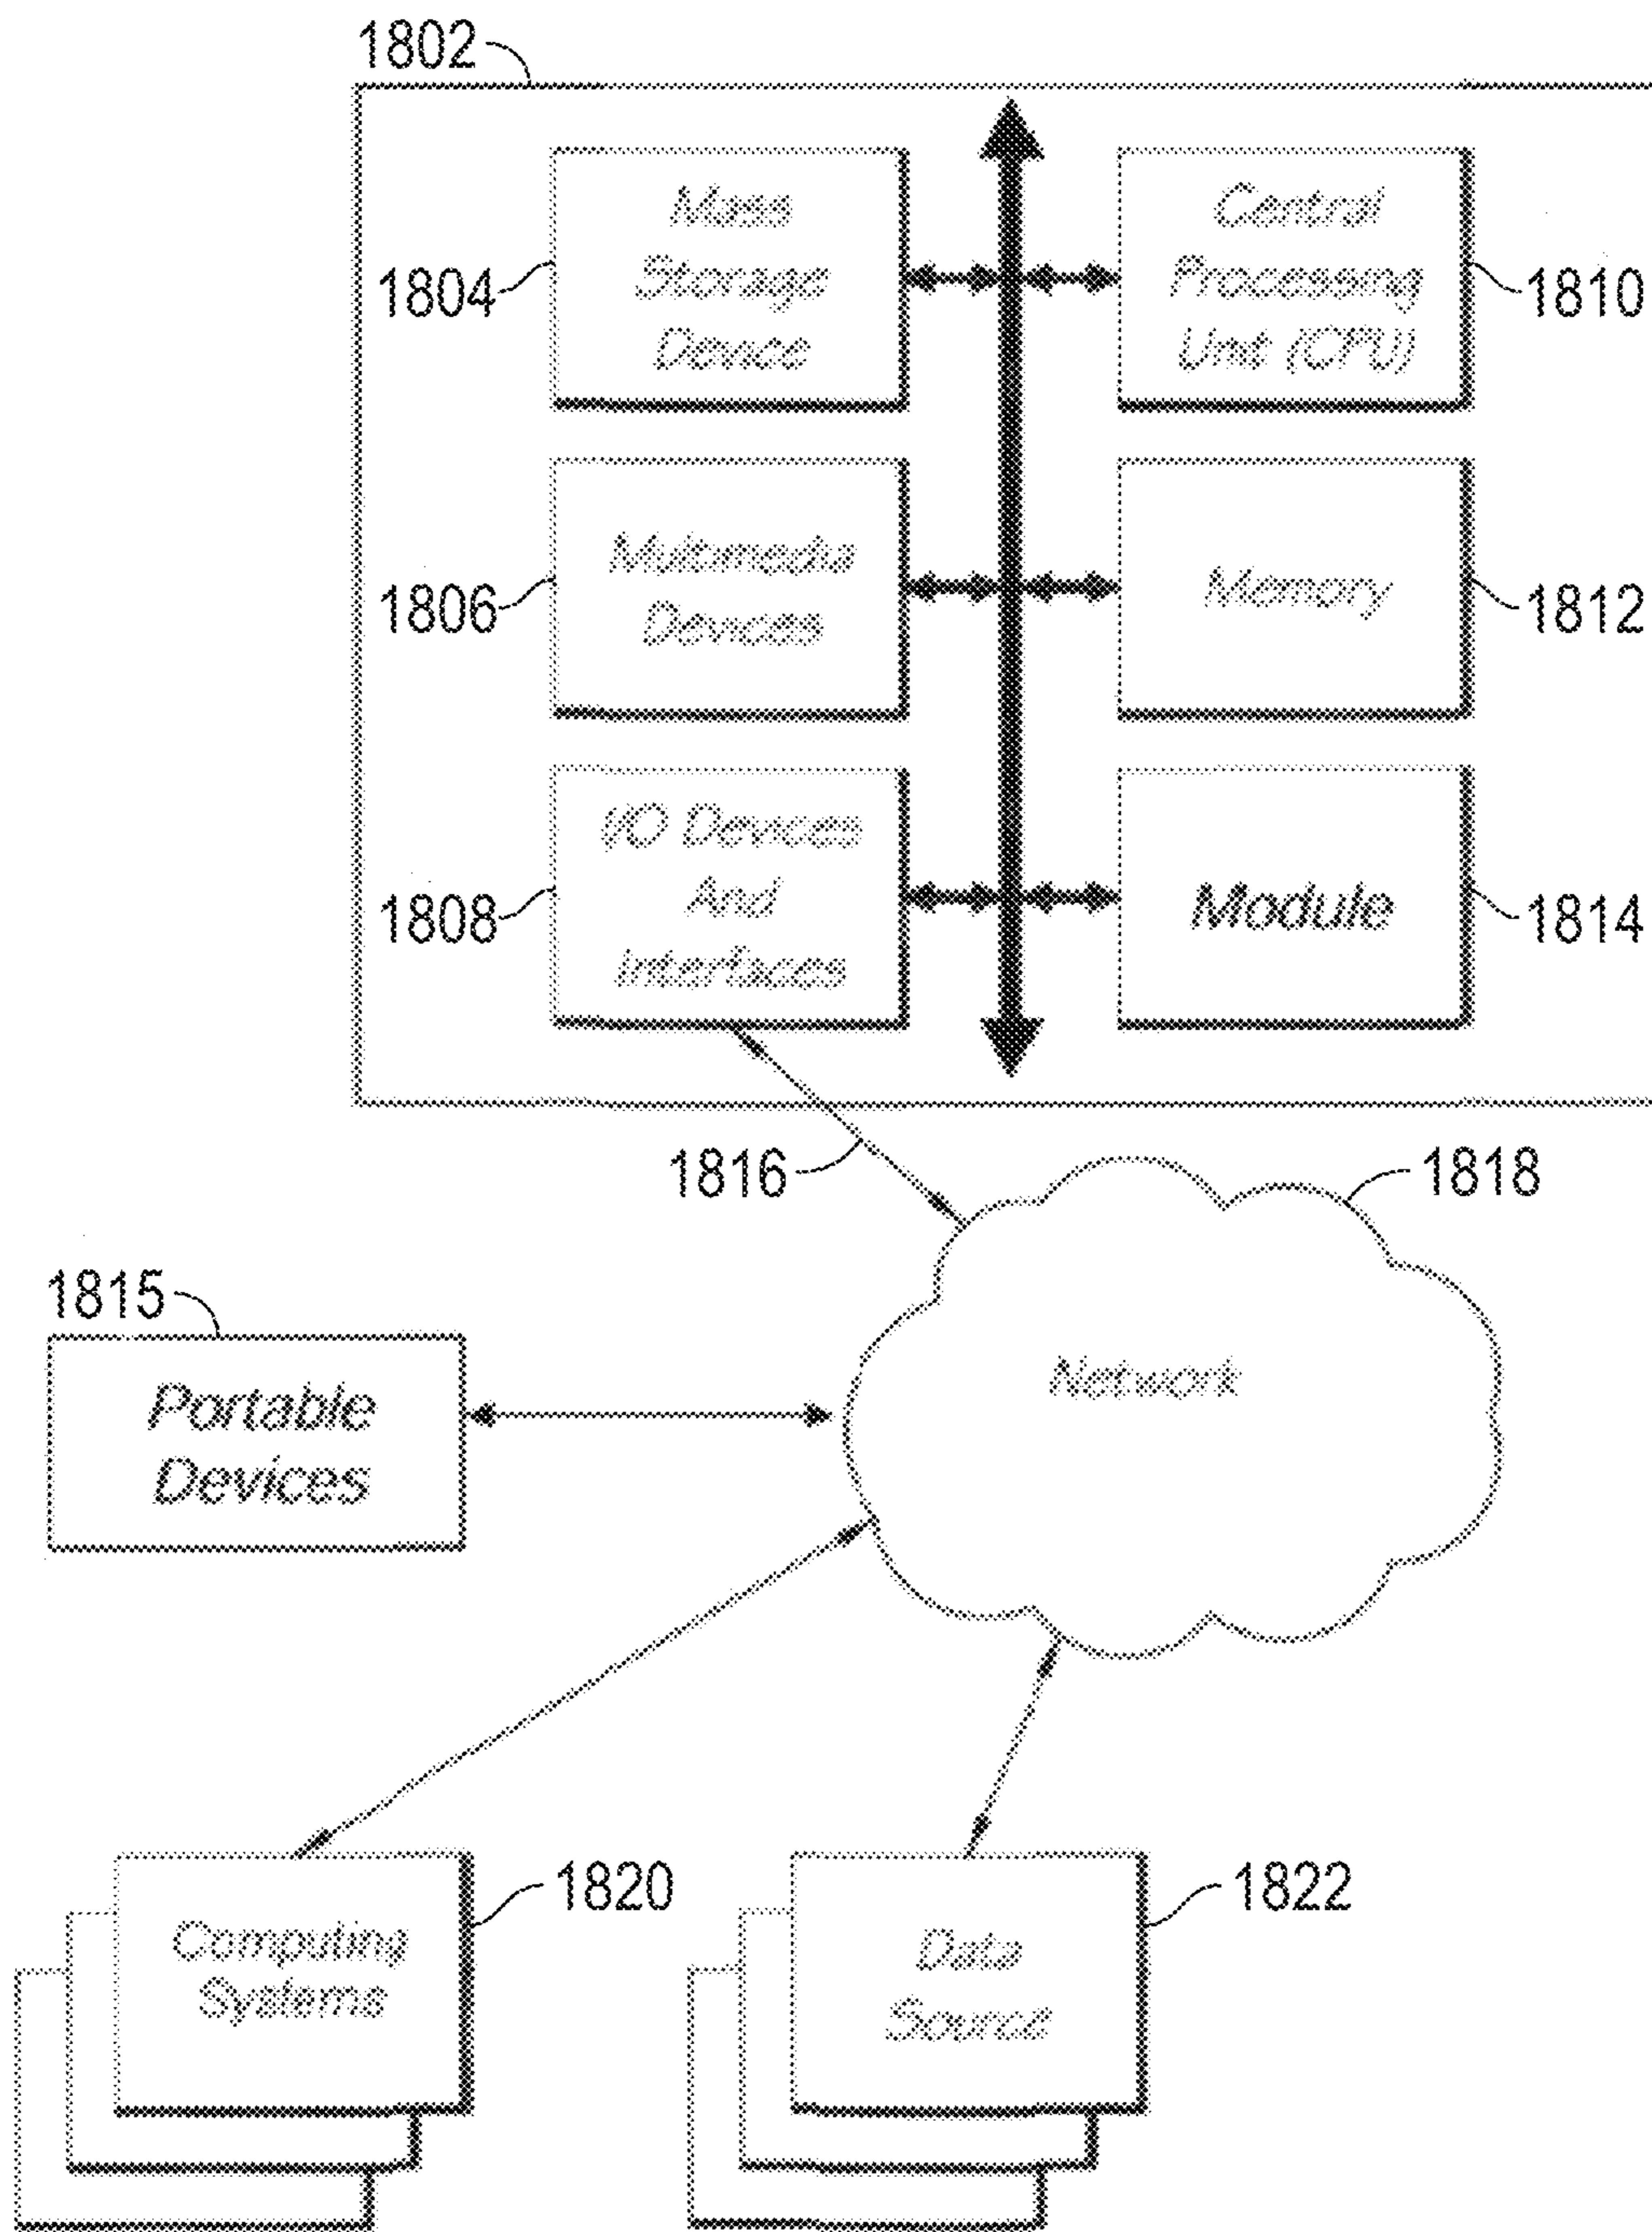 1802
Mass
Storage
Device
1804
Central
Processing
Unit (CPU)
1810
Multimedia
Devices
1806
Memory
1812
I/O Devices
And
Interfaces
1808
Module
1814
1816
1818
Network
1815
Portable
Devices
Computing
Systems
1820
Data
Source
1822